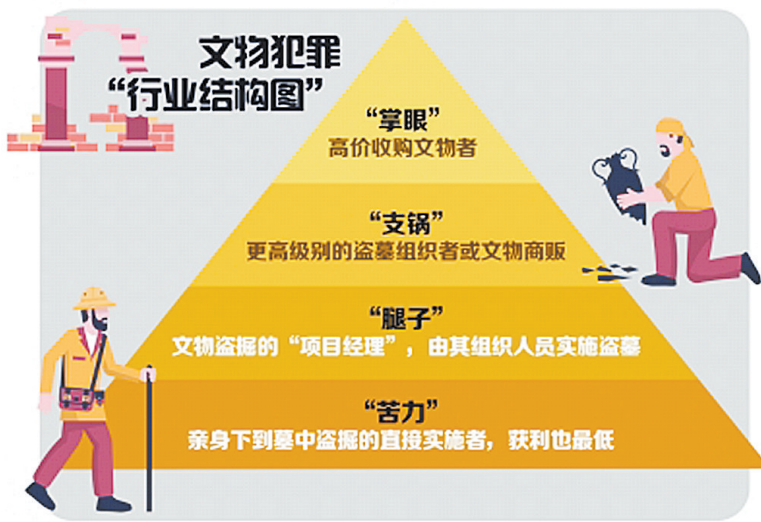 文物犯罪
“行业结构图”
“掌眼”
高价收购文物者
“支锅”
更高级别的盗墓组织者或文物商贩
“腿子”
文物盗掘的“项目经理”，由其组织人员实施盗墓
“苦力”
亲身下到墓中盗掘的直接实施者，获利也最低